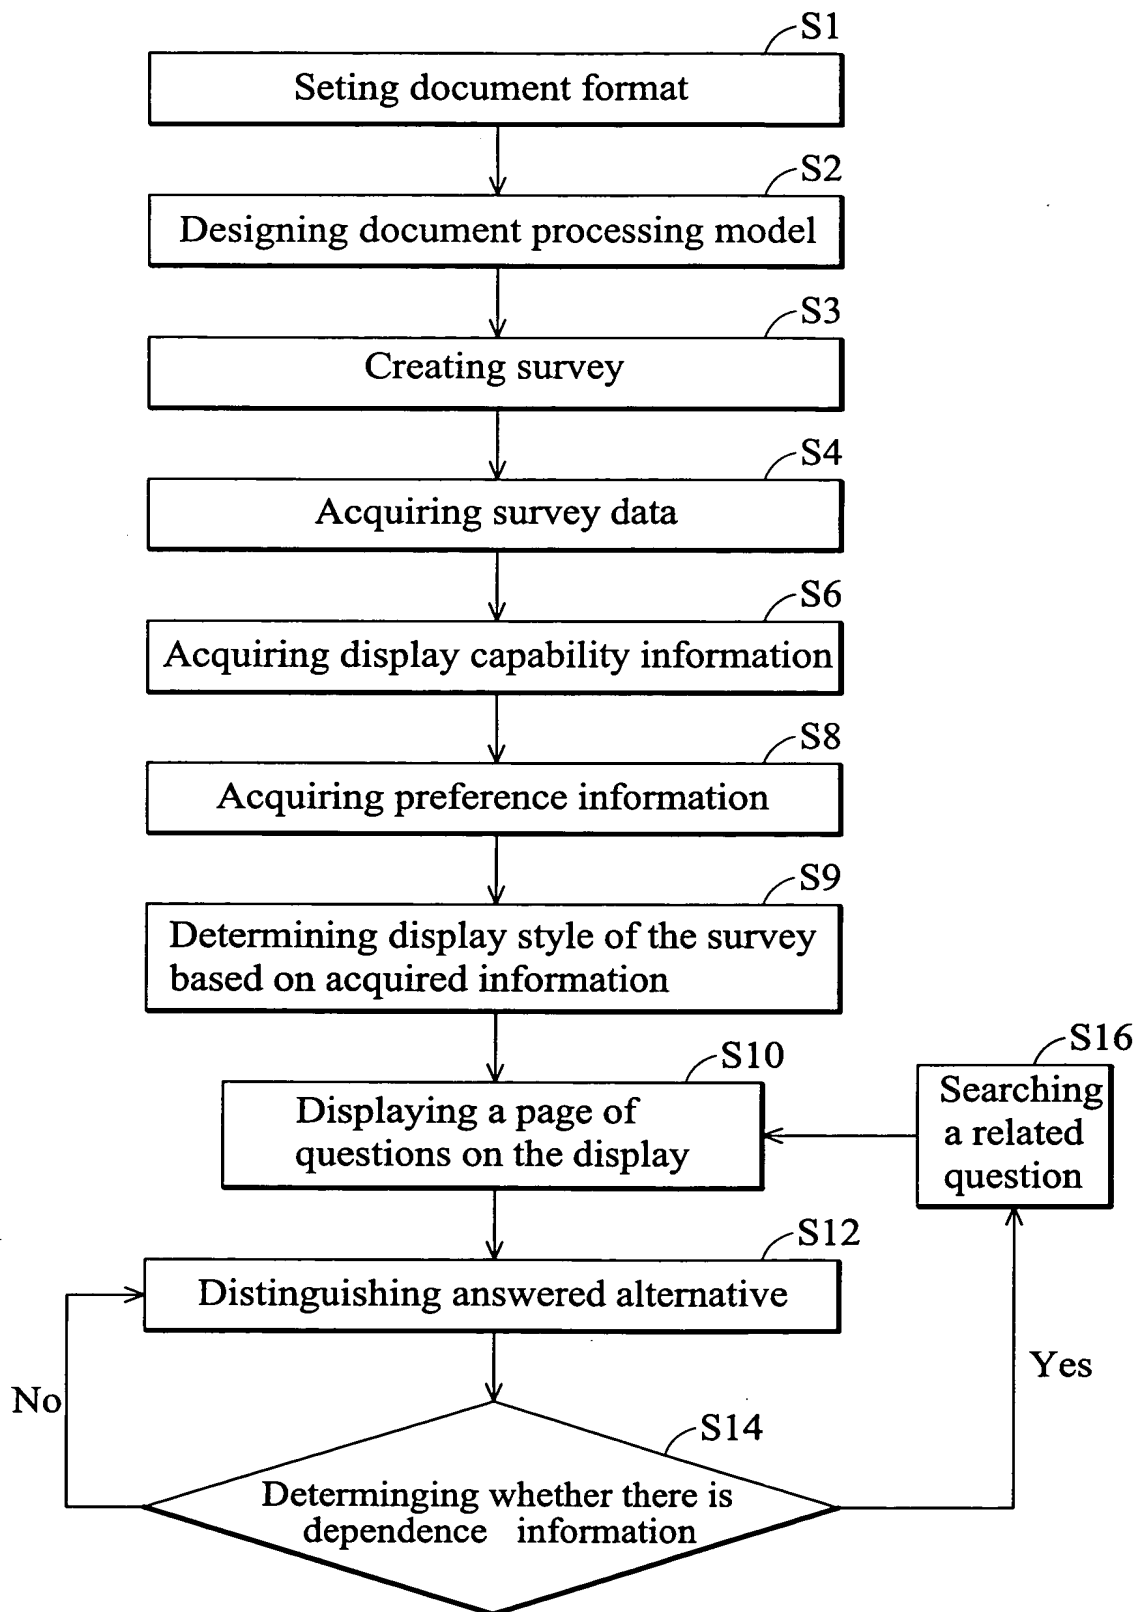 S1
Seting document format
S2
Designing document processing model
S3
Creating survey
S4
Acquiring survey data
S6
Acquiring display capability information
S8
Acquiring preference information
S9
Determining display style of the survey
based on acquired information
S10
Displaying a page of
questions on the display
S16
Searching
a related
question
S12
Distinguishing answered alternative
No
Yes
S14
Determinging whether there is
dependence information